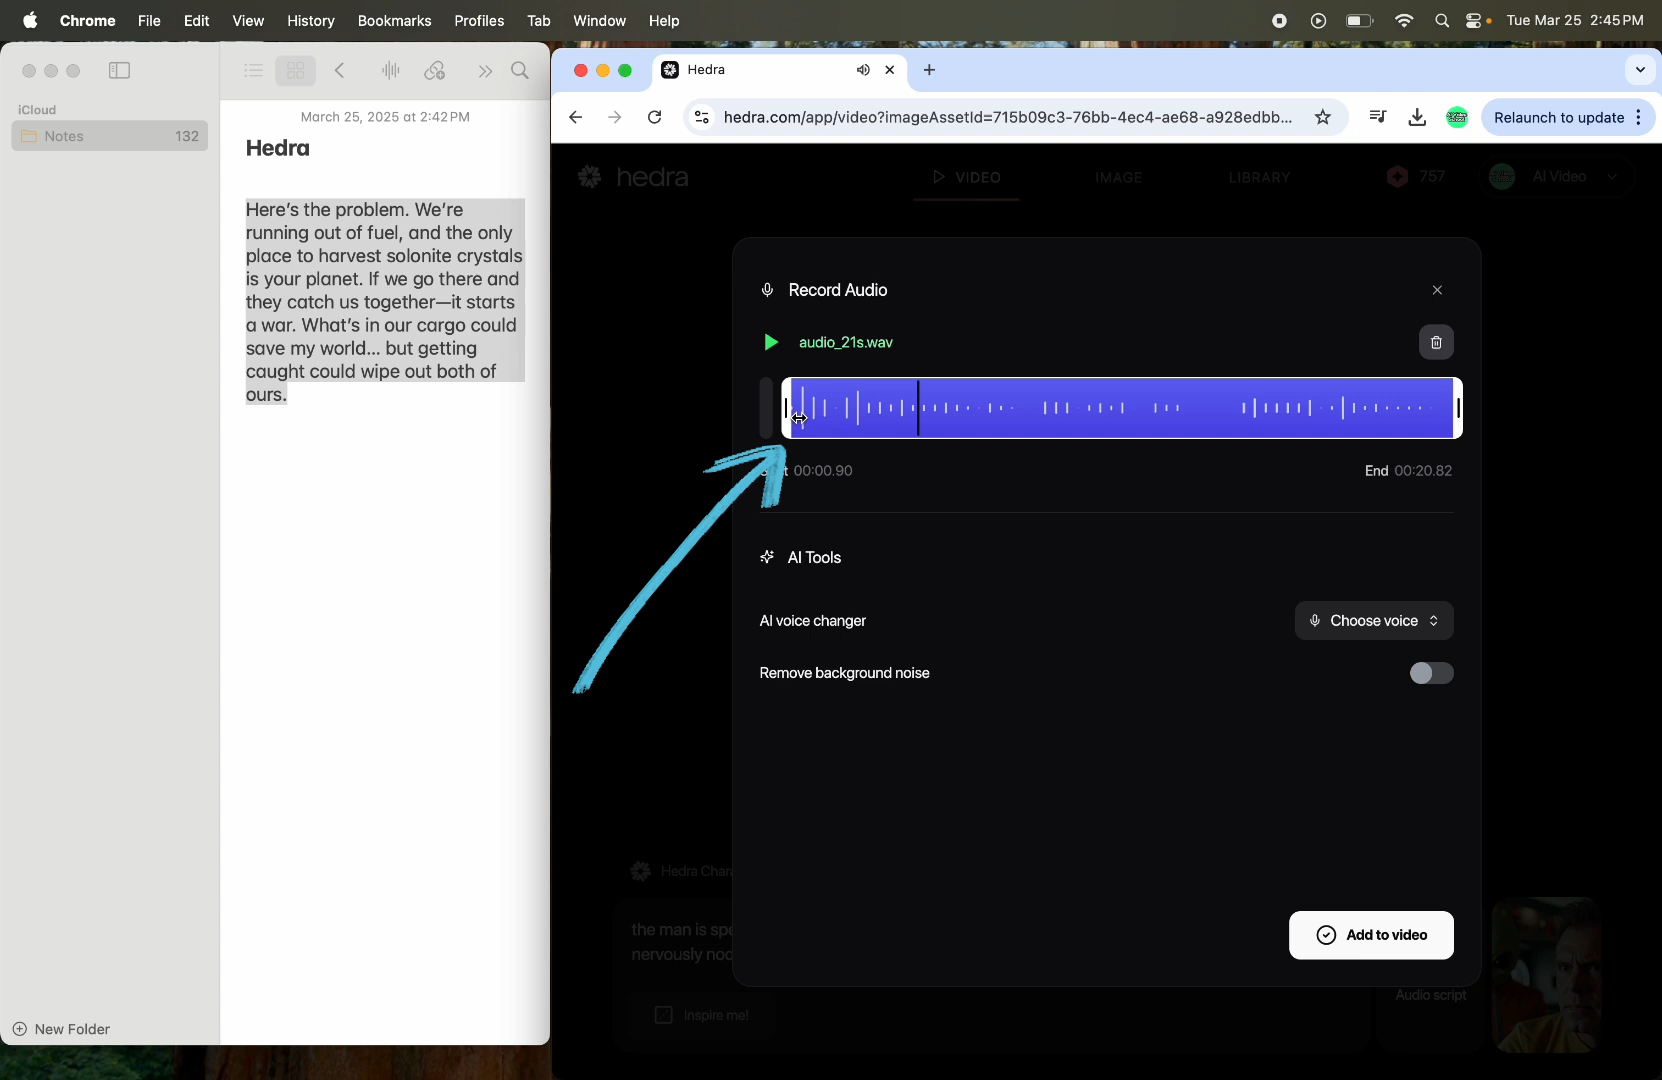 Chrome File Edit View History Bookmarks Profiles Tab Window Help
Tue Mar 25 2:45 PM
iCloud
Notes 132
March 25, 2025 at 2:42 PM
Hedra
Here's the problem. We're
running out of fuel, and the only
place to harvest solonite crystals
is your planet. If we go there and
they catch us together—it starts
a war. What's in our cargo could
save my world... but getting
caught could wipe out both of
ours.
New Folder
Hedra
hedra.com/app/video?imageAssetId=715b09c3-76bb-4ec4-ae68-a928edbb...
Relaunch to update
hedra
VIDEO IMAGE LIBRARY
757
AI Video
Record Audio
audio_21s.wav
00:00.90
End 00:20.82
AI Tools
AI voice changer
Choose voice
Remove background noise
Hedra Char
the man is spe
nervously noc
Add to video
Audio script
Inspire me!